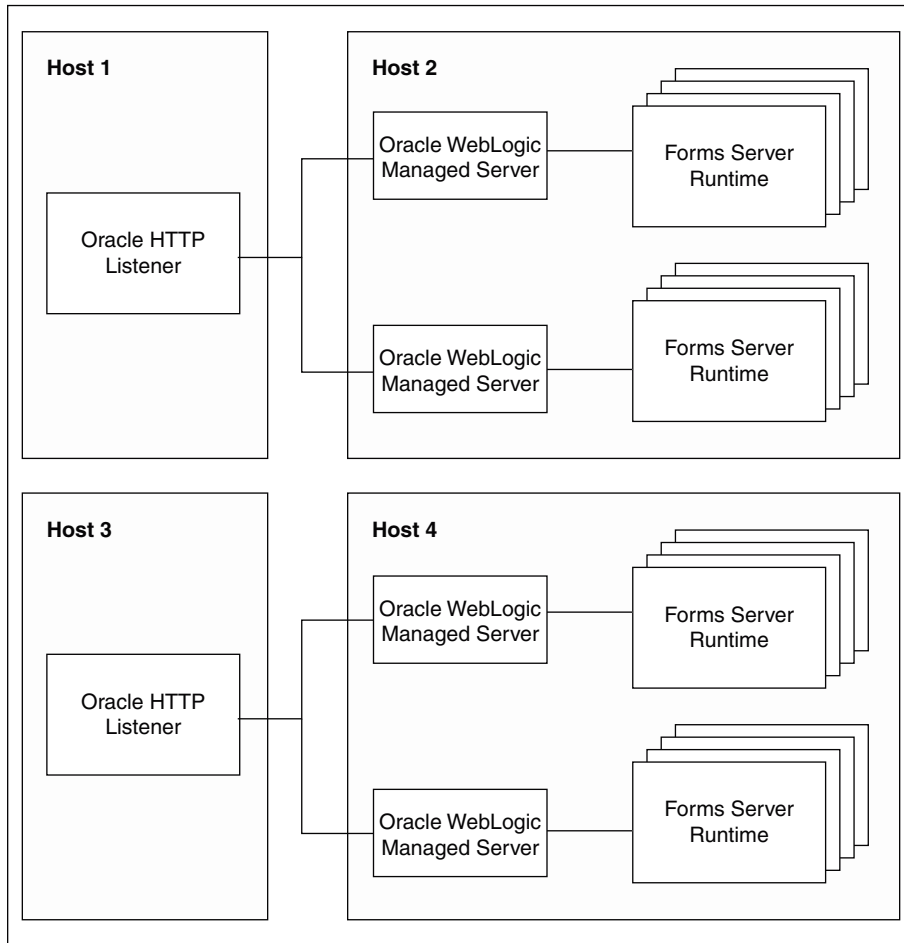 Host 1
Oracle HTTP
Listener
Host 2
Oracle WebLogic
Managed Server
Forms Server
Runtime
Oracle WebLogic
Managed Server
Forms Server
Runtime
Host 3
Oracle HTTP
Listener
Host 4
Oracle WebLogic
Managed Server
Forms Server
Runtime
Oracle WebLogic
Managed Server
Forms Server
Runtime